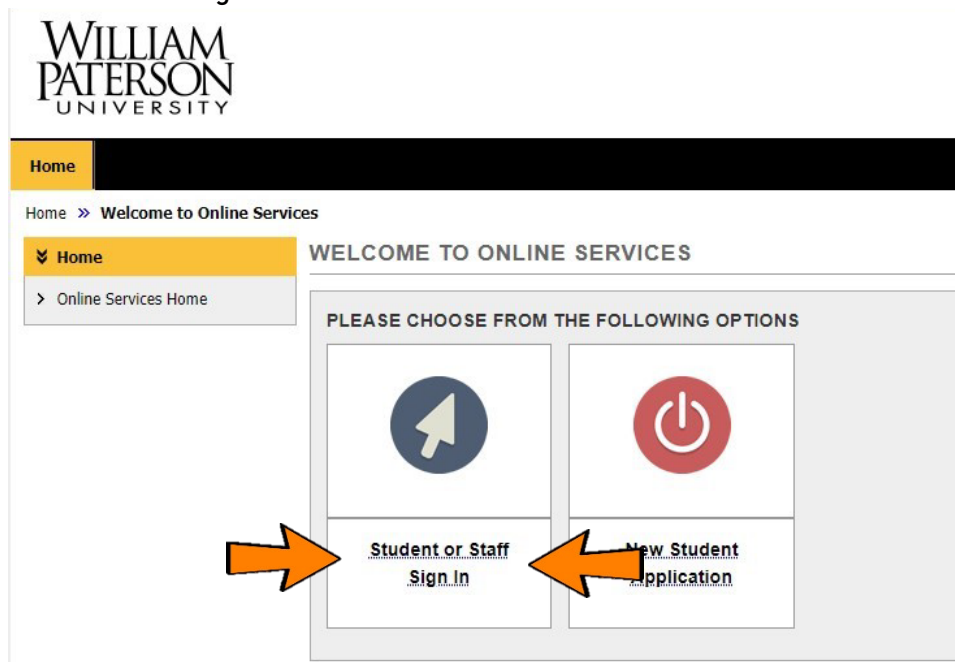 WILLIAM
PATERSON
UNIVERSITY
Home
Home » Welcome to Online Services
Home
> Online Services Home
WELCOME TO ONLINE SERVICES
PLEASE CHOOSE FROM THE FOLLOWING OPTIONS
Student or Staff
Sign In
New Student
Application